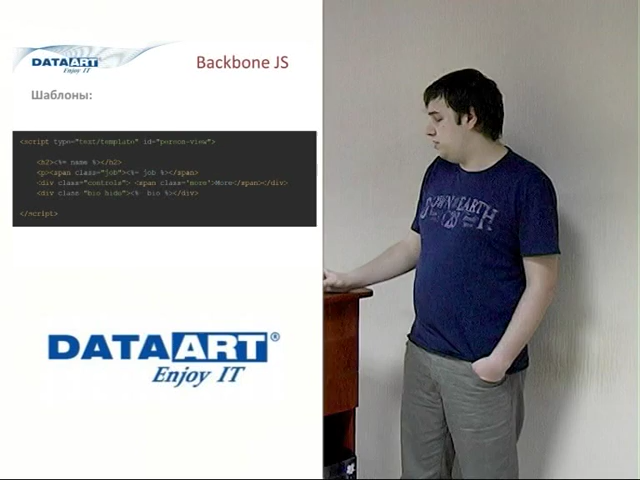 DATAART
Enjoy IT
Backbone JS
Шаблоны:
<script type="text/template" id="person-view">
<h2><%= name %></h2>
<p><span class="job"><%= job %></span>
<div class="controls"> <span class='more'>More</span></div>
<div class="bio hide"><%= bio %></div>
</script>
DATAART®
Enjoy IT